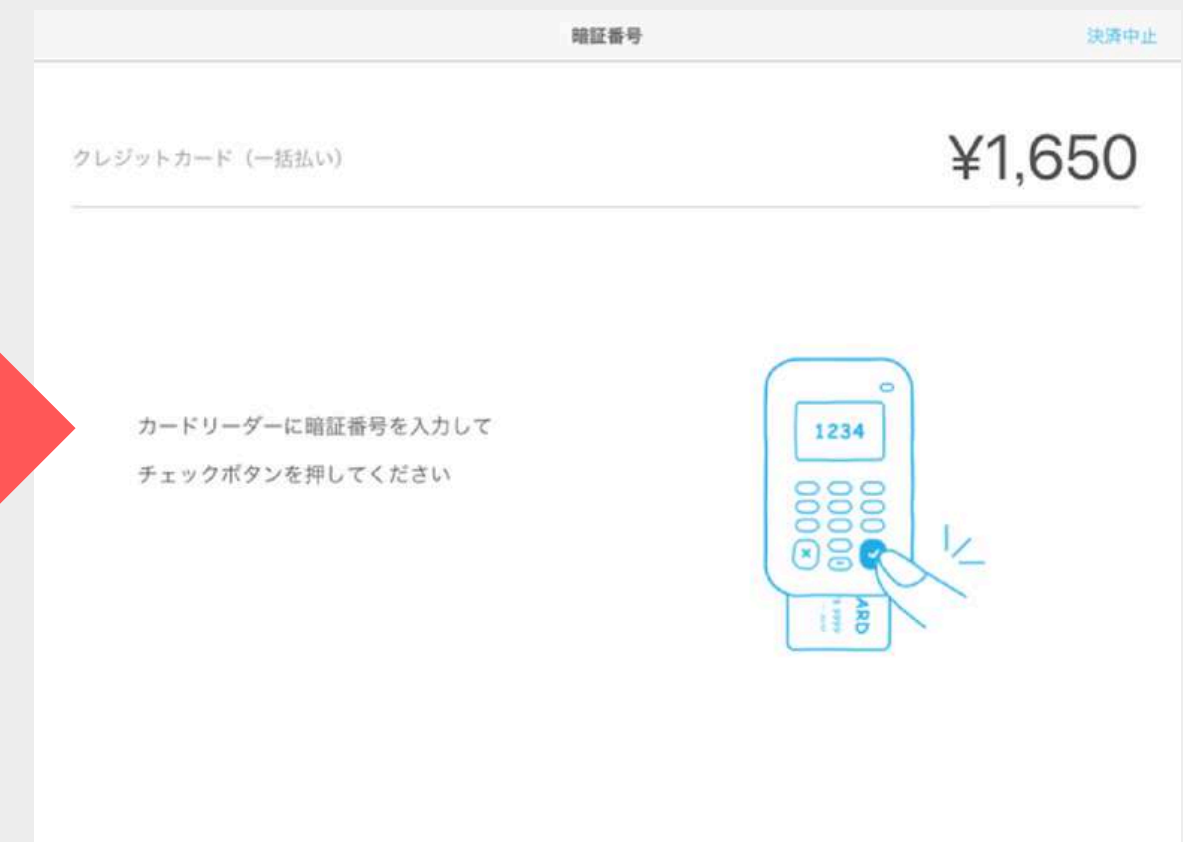 暗証番号
決済中止
クレジットカード（一括払い）
¥1,650
カードリーダーに暗証番号を入力して
チェックボタンを押してください
1234
ARD